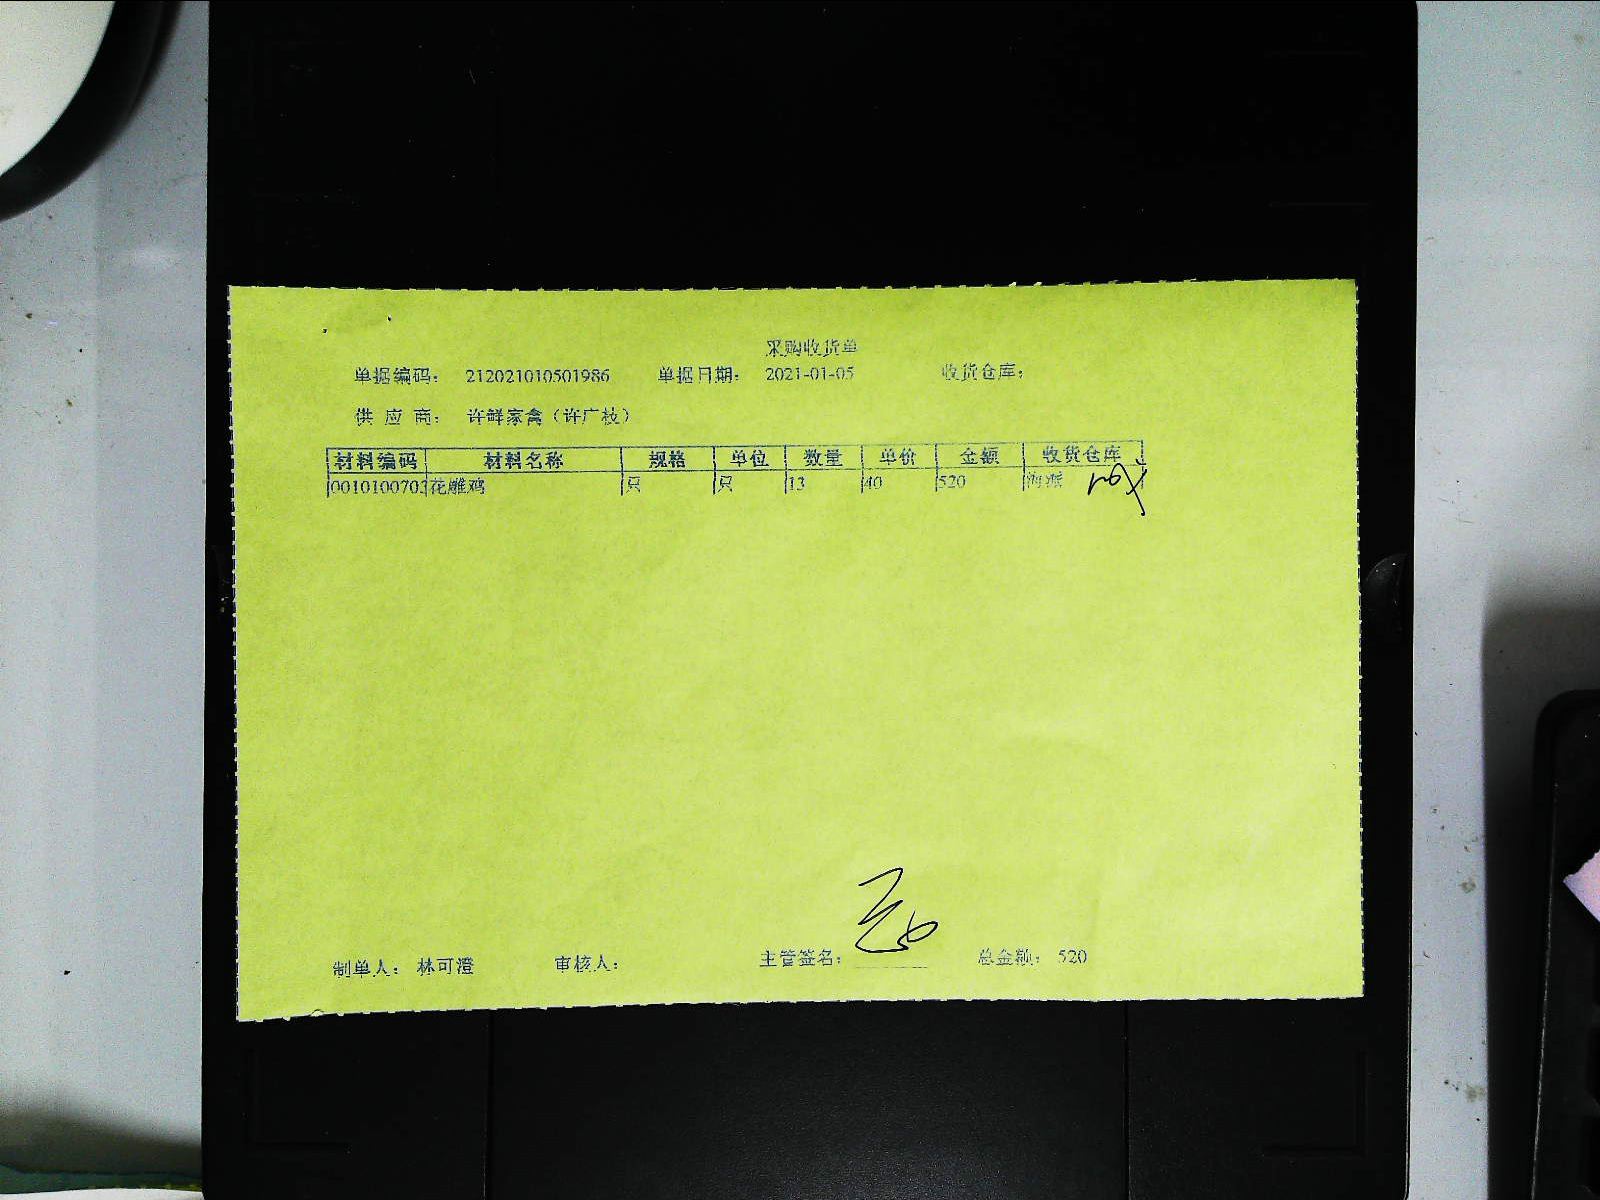 采购收货单
单据编码： 212021010501986 单据日期： 2021-01-05 收货仓库：
供 应 商： 许鲜家禽（许广枝）
材料编码 材料名称 规格 单位 数量 单价 金额 收货仓库
0010100703 花雕鸡 只 只 13 40 520 海派
制单人： 林可澄 审核人： 主管签名： 总金额： 520